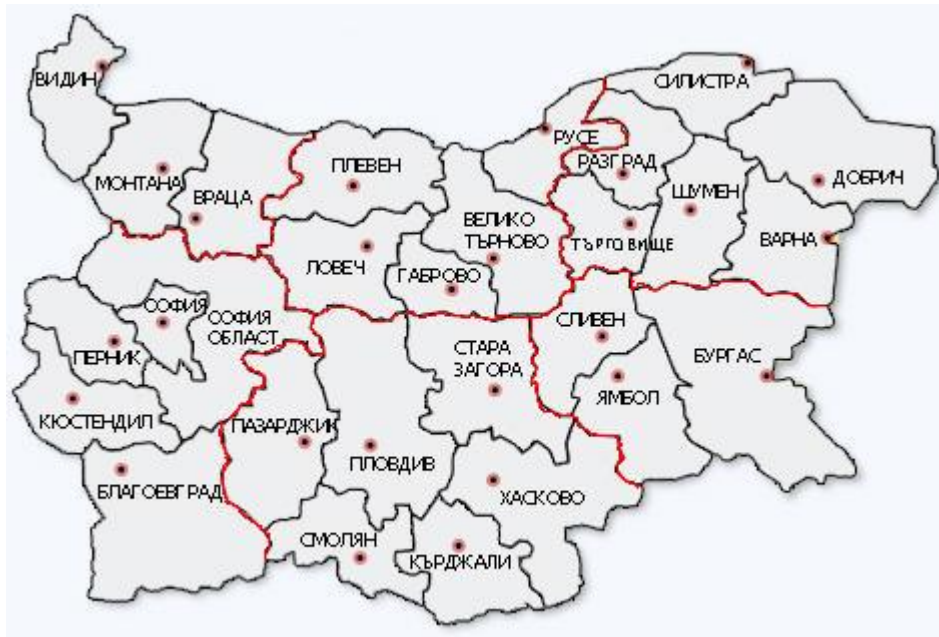 ВИДИН
СИЛИСТРА
РУСЕ
РАЗГРАД
ПЛЕВЕН
МОНТАНА
ДОБРИЧ
ШУМЕН
ВРАЦА
ВЕЛИКО
ТЪРНОВО
ТЪРГОВИЩЕ
ВАРНА
ЛОВЕЧ
ГАБРОВО
СОФИЯ
СОФИЯ
ОБЛАСТ
СЛИВЕН
ПЕРНИК
СТАРА
ЗАГОРА
БУРГАС
ЯМБОЛ
КЮСТЕНДИЛ
ПАЗАРДЖИК
ПЛОВДИВ
БЛАГОЕВГРАД
ХАСКОВО
СМОЛЯН
КЪРДЖАЛИ